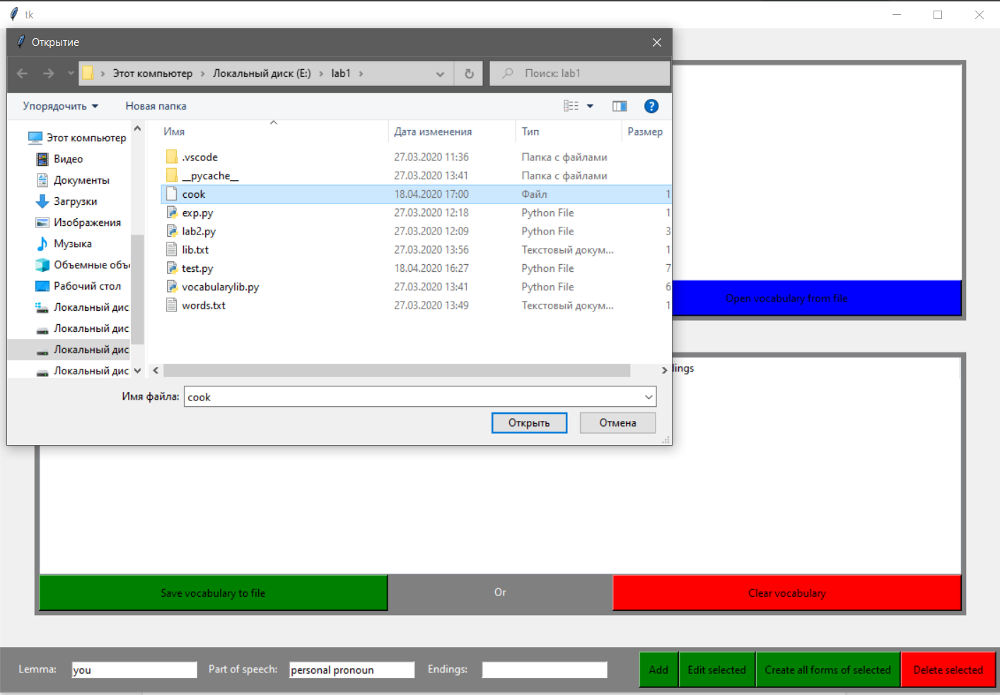 tk
Открытие
Этот компьютер › Локальный диск (E:) › lab1 ›
Поиск: lab1
Упорядочить
Новая папка
Этот компьютер
Видео
Документы
Загрузки
Изображения
Музыка
Объемные объ
Рабочий стол
Локальный дис
Локальный дис
Локальный дис
Локальный дис
Имя Дата изменения Тип Размер
.vscode 27.03.2020 11:36 Папка с файлами
__pycache__ 27.03.2020 13:41 Папка с файлами
cook 18.04.2020 17:00 Файл 1
exp.py 27.03.2020 12:18 Python File 1
lab2.py 27.03.2020 12:09 Python File 3
lib.txt 27.03.2020 13:56 Текстовый докум... 1
test.py 18.04.2020 16:27 Python File 7
vocabularylib.py 27.03.2020 13:41 Python File 6
words.txt 27.03.2020 13:49 Текстовый докум... 1
Имя файла: cook
Открыть Отмена
Open vocabulary from file
lings
Save vocabulary to file Or Clear vocabulary
Lemma: you Part of speech: personal pronoun Endings: Add Edit selected Create all forms of selected Delete selected